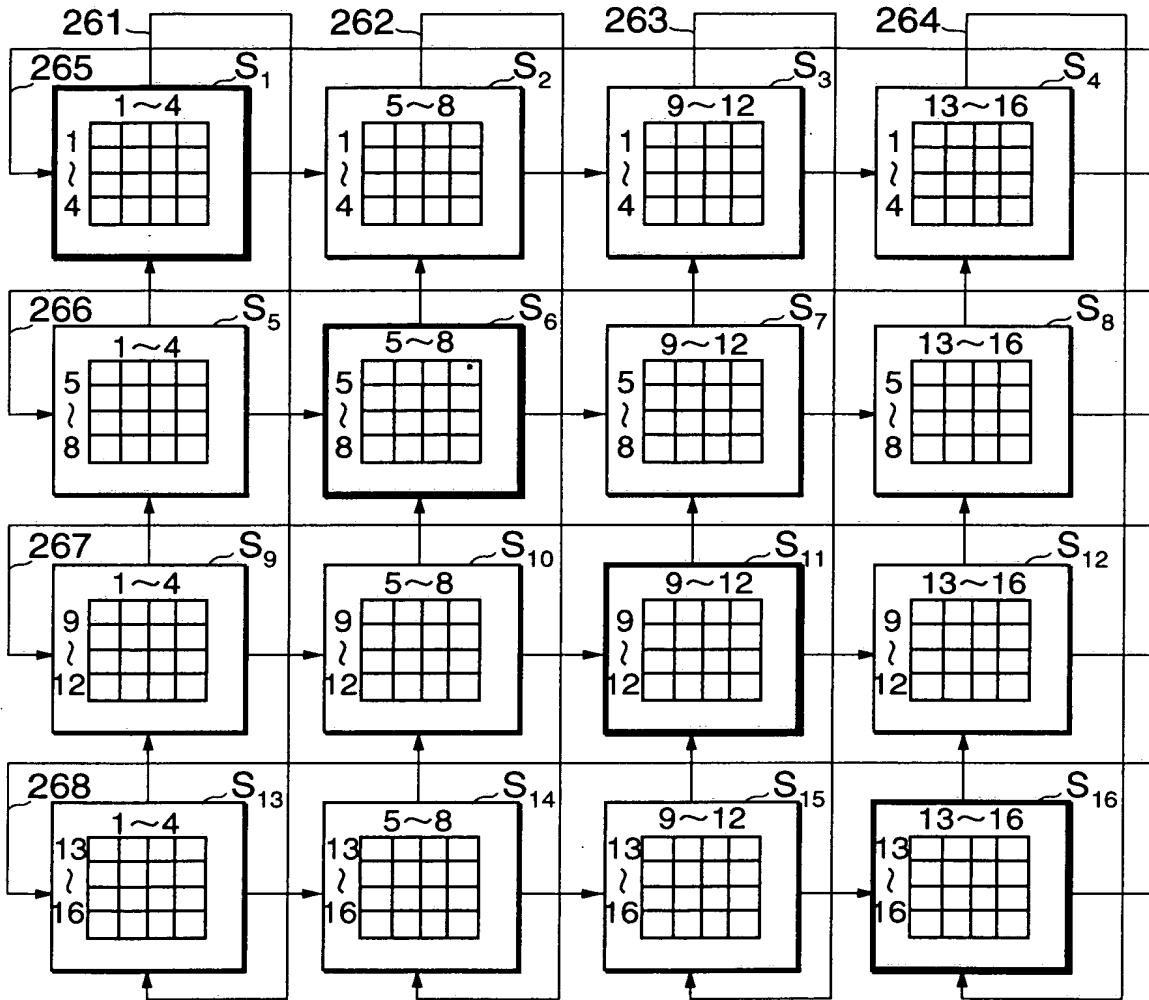 261 262 263 264
265 S₁ S₂ S₃ S₄
1～4 5～8 9～12 13～16
1～4 1～4 1～4 1～4
266 S₅ S₆ S₇ S₈
1～4 5～8 9～12 13～16
5～8 5～8 5～8 5～8
267 S₉ S₁₀ S₁₁ S₁₂
1～4 5～8 9～12 13～16
9～12 9～12 9～12 9～12
268 S₁₃ S₁₄ S₁₅ S₁₆
1～4 5～8 9～12 13～16
13～16 13～16 13～16 13～16